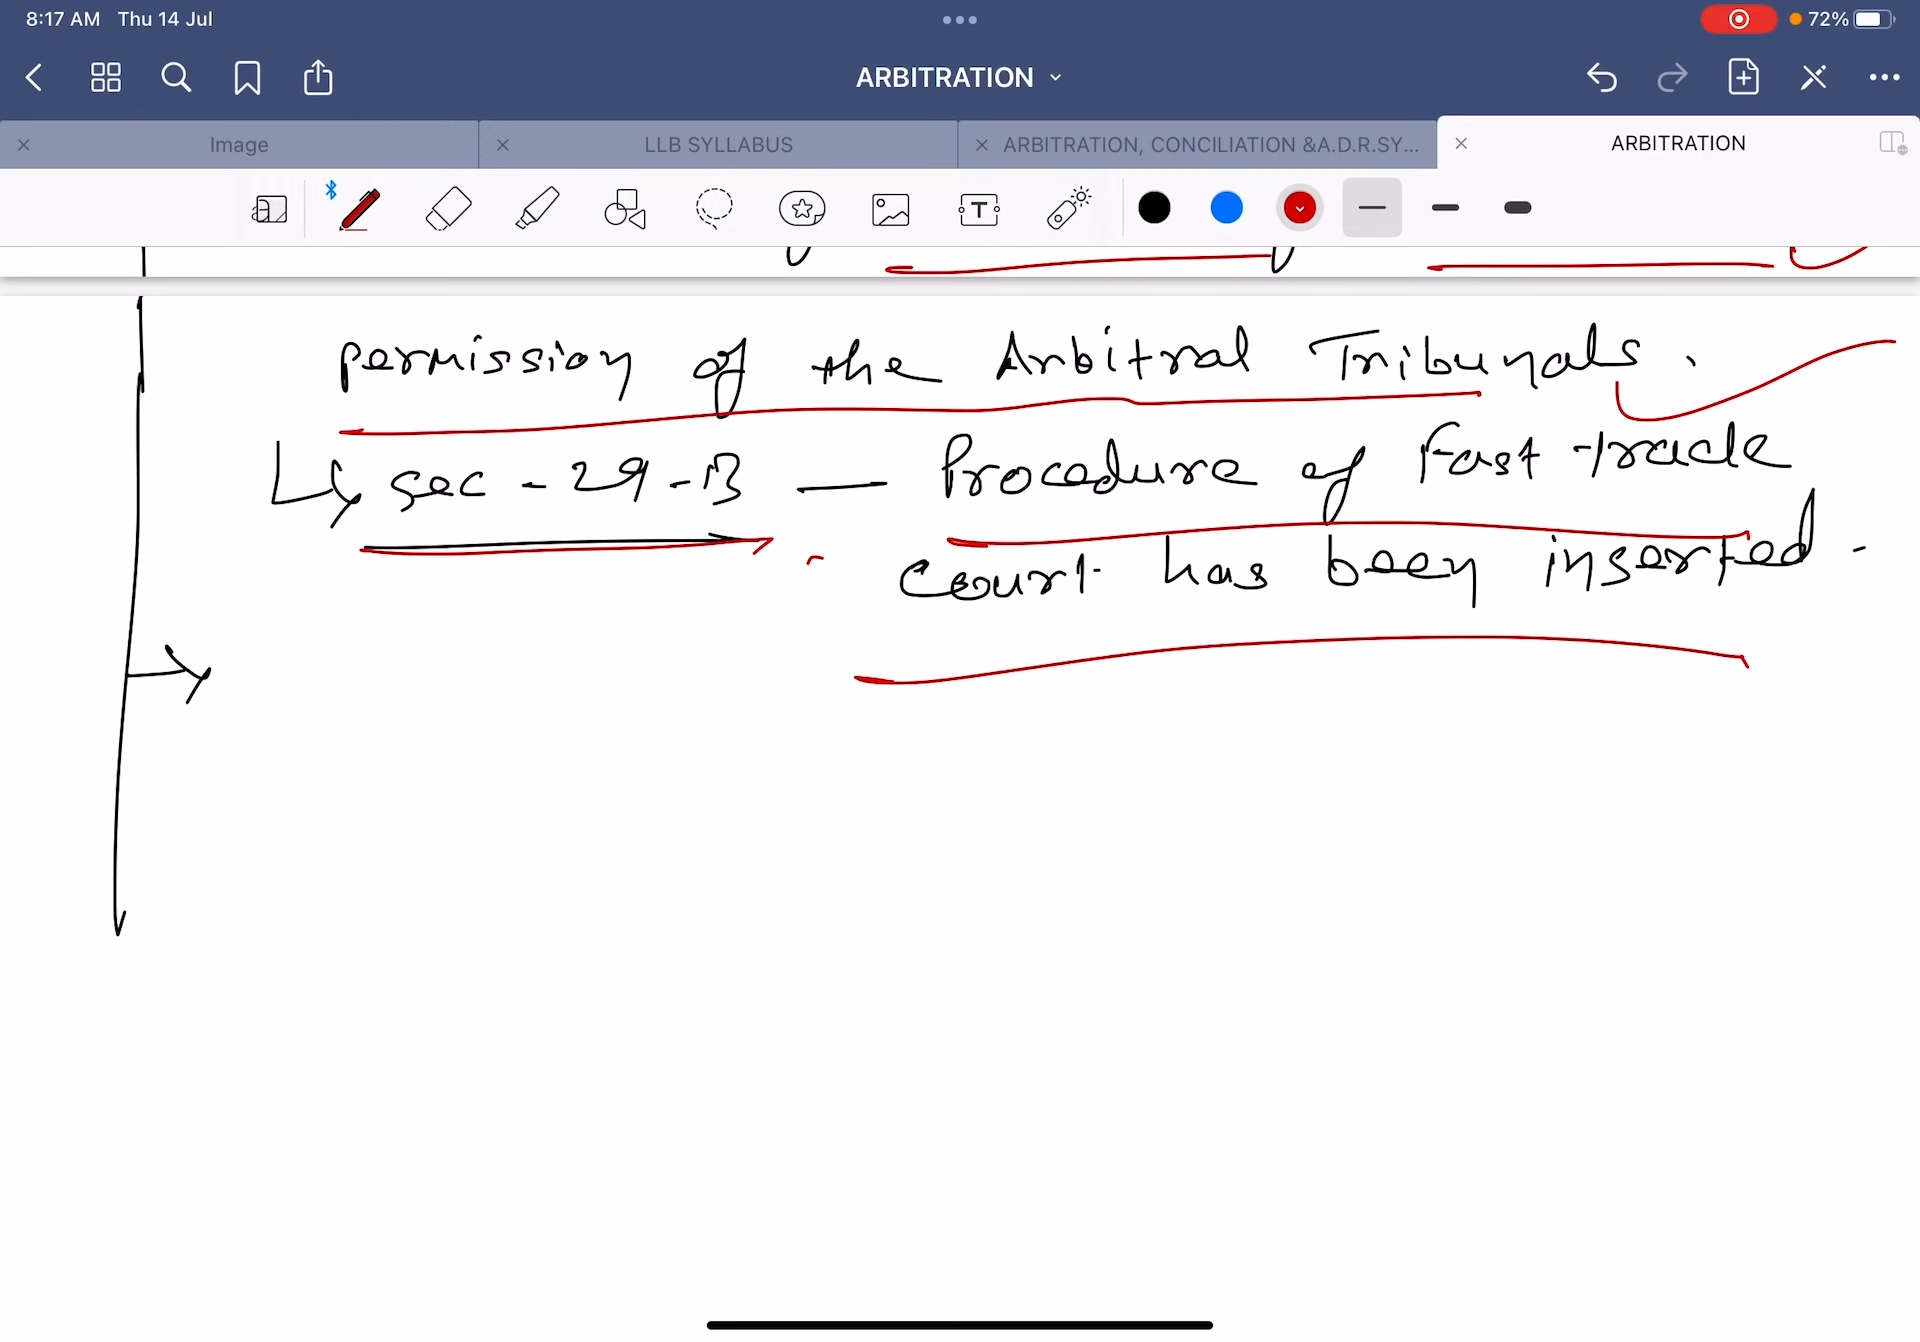 8:17 AM Thu 14 Jul
72%
ARBITRATION
Image
LLB SYLLABUS
ARBITRATION, CONCILIATION &A.D.R.SY...
ARBITRATION
permission of the Arbitral Tribunals.
Sec - 29-B — Procedure of Fast-track
Court has been inserted.